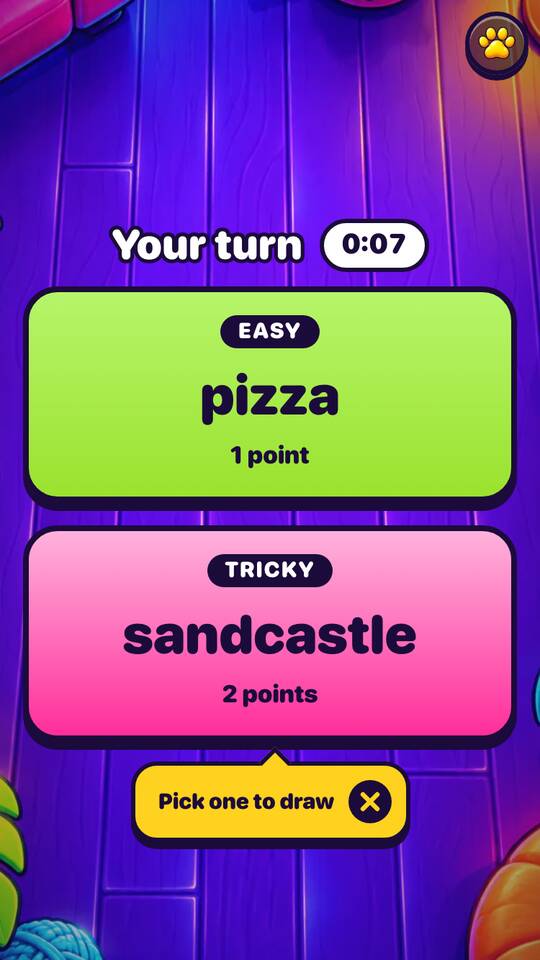 Your turn 0:07
EASY
pizza
1 point
TRICKY
sandcastle
2 points
Pick one to draw